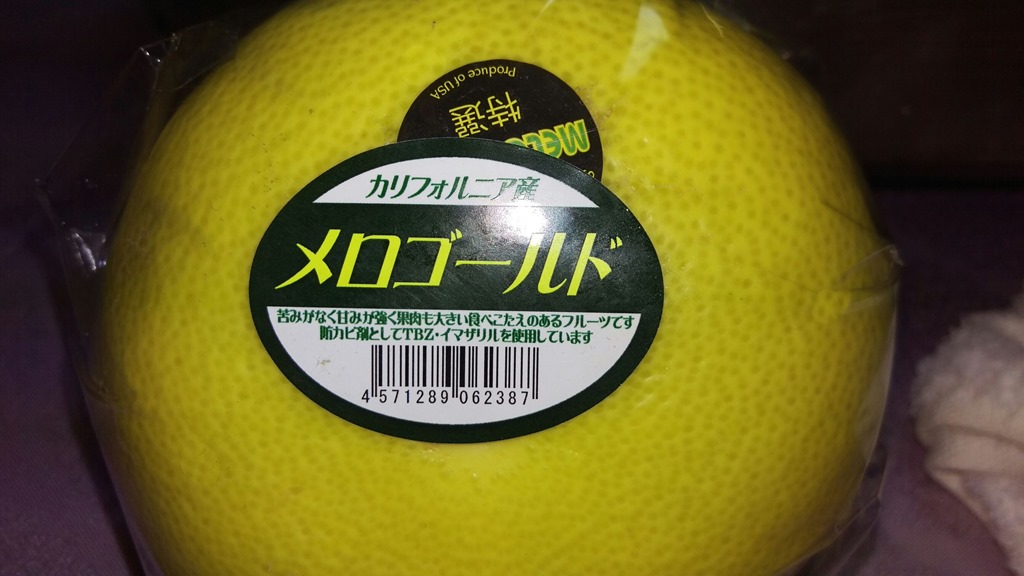 Produce of USA
特選
カリフォルニア産
メロゴールド
苦みがなく甘みが強く果肉も大きい食べごたえのあるフルーツです
防カビ剤としてTBZ・イマザリルを使用しています
4 571289 062387